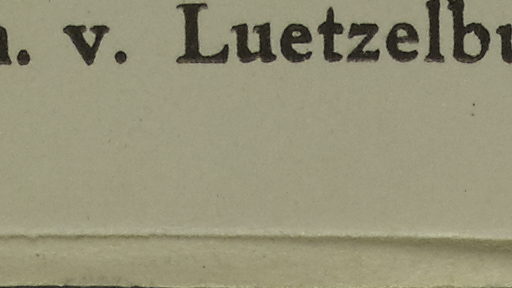 . v. Luetzelb